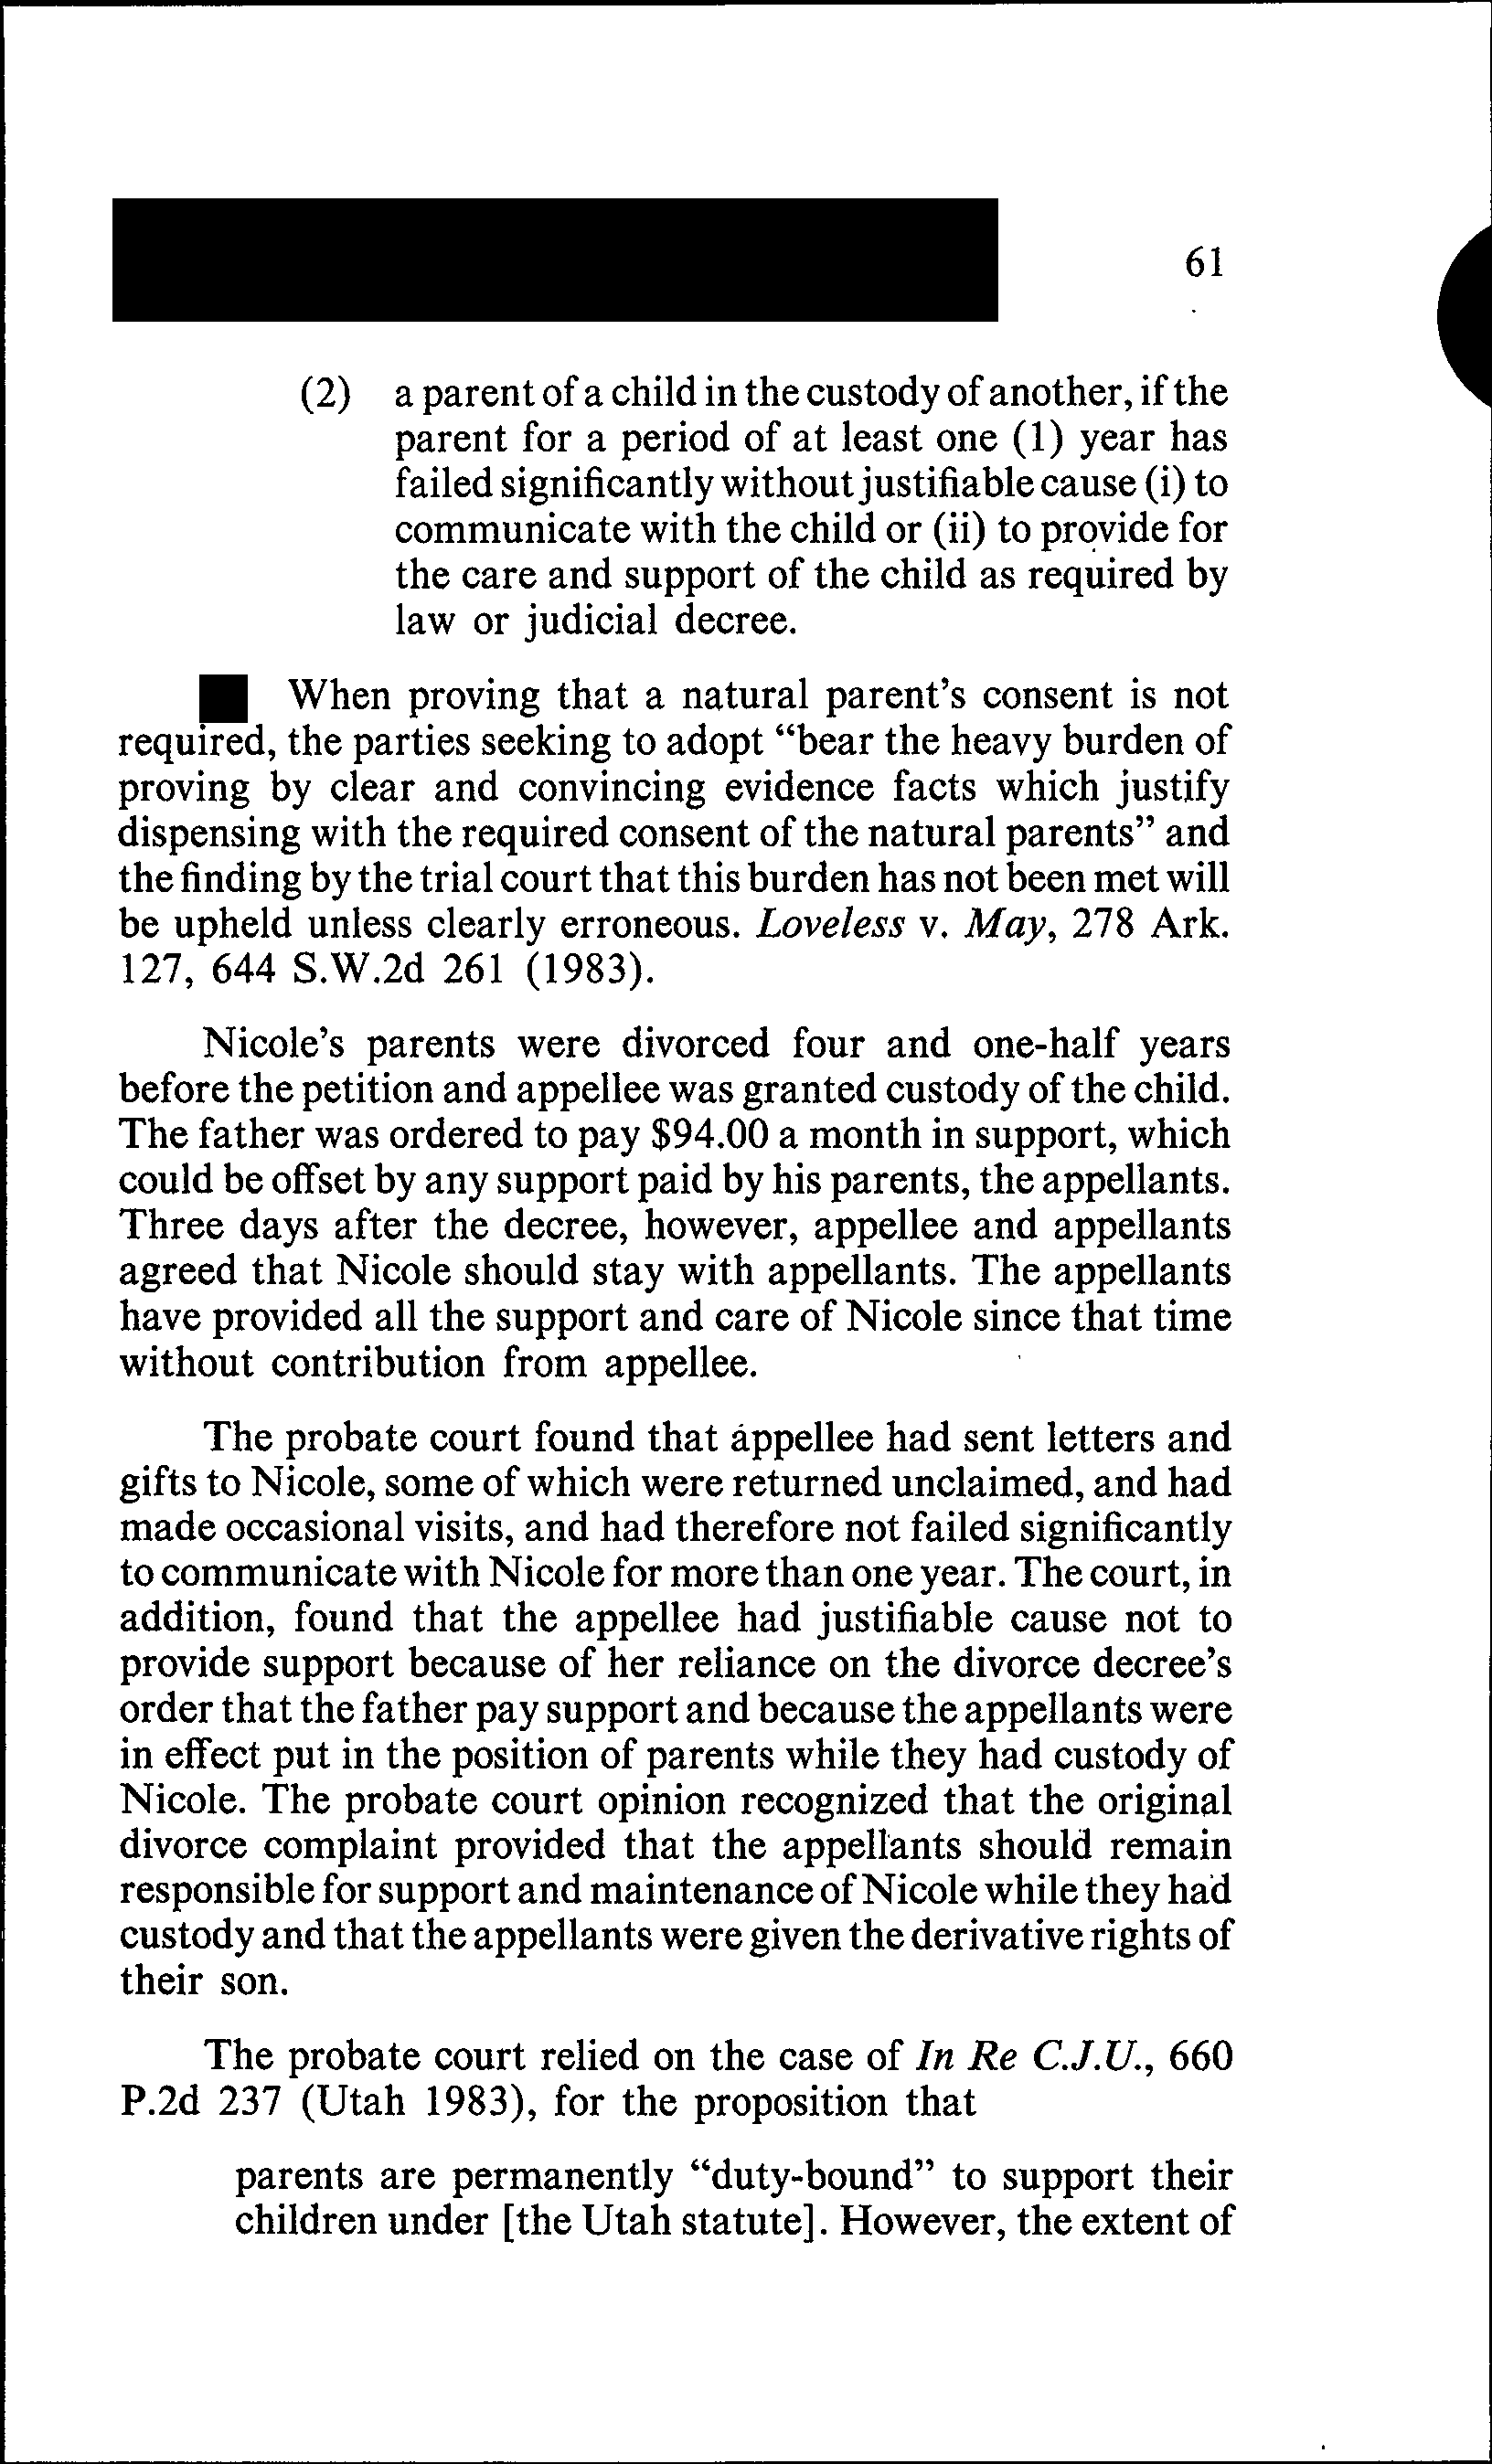 61
(2) a parent of a child in the custody of another, if the
parent for a period of at least one (1) year has
failed significantly without justifiable cause (i) to
communicate with the child or (ii) to provide for
the care and support of the child as required by
law or judicial decree.
When proving that a natural parent's consent is not
required, the parties seeking to adopt “bear the heavy burden of
proving by clear and convincing evidence facts which justify
dispensing with the required consent of the natural parents” and
the finding by the trial court that this burden has not been met will
be upheld unless clearly erroneous. Loveless v. May, 278 Ark.
127, 644 S.W.2d 261 (1983).
Nicole's parents were divorced four and one-half years
before the petition and appellee was granted custody of the child.
The father was ordered to pay $94.00 a month in support, which
could be offset by any support paid by his parents, the appellants.
Three days after the decree, however, appellee and appellants
agreed that Nicole should stay with appellants. The appellants
have provided all the support and care of Nicole since that time
without contribution from appellee.
The probate court found that appellee had sent letters and
gifts to Nicole, some of which were returned unclaimed, and had
made occasional visits, and had therefore not failed significantly
to communicate with Nicole for more than one year. The court, in
addition, found that the appellee had justifiable cause not to
provide support because of her reliance on the divorce decree's
order that the father pay support and because the appellants were
in effect put in the position of parents while they had custody of
Nicole. The probate court opinion recognized that the original
divorce complaint provided that the appellants should remain
responsible for support and maintenance of Nicole while they had
custody and that the appellants were given the derivative rights of
their son.
The probate court relied on the case of In Re C.J.U., 660
P.2d 237 (Utah 1983), for the proposition that
parents are permanently “duty-bound” to support their
children under [the Utah statute]. However, the extent of